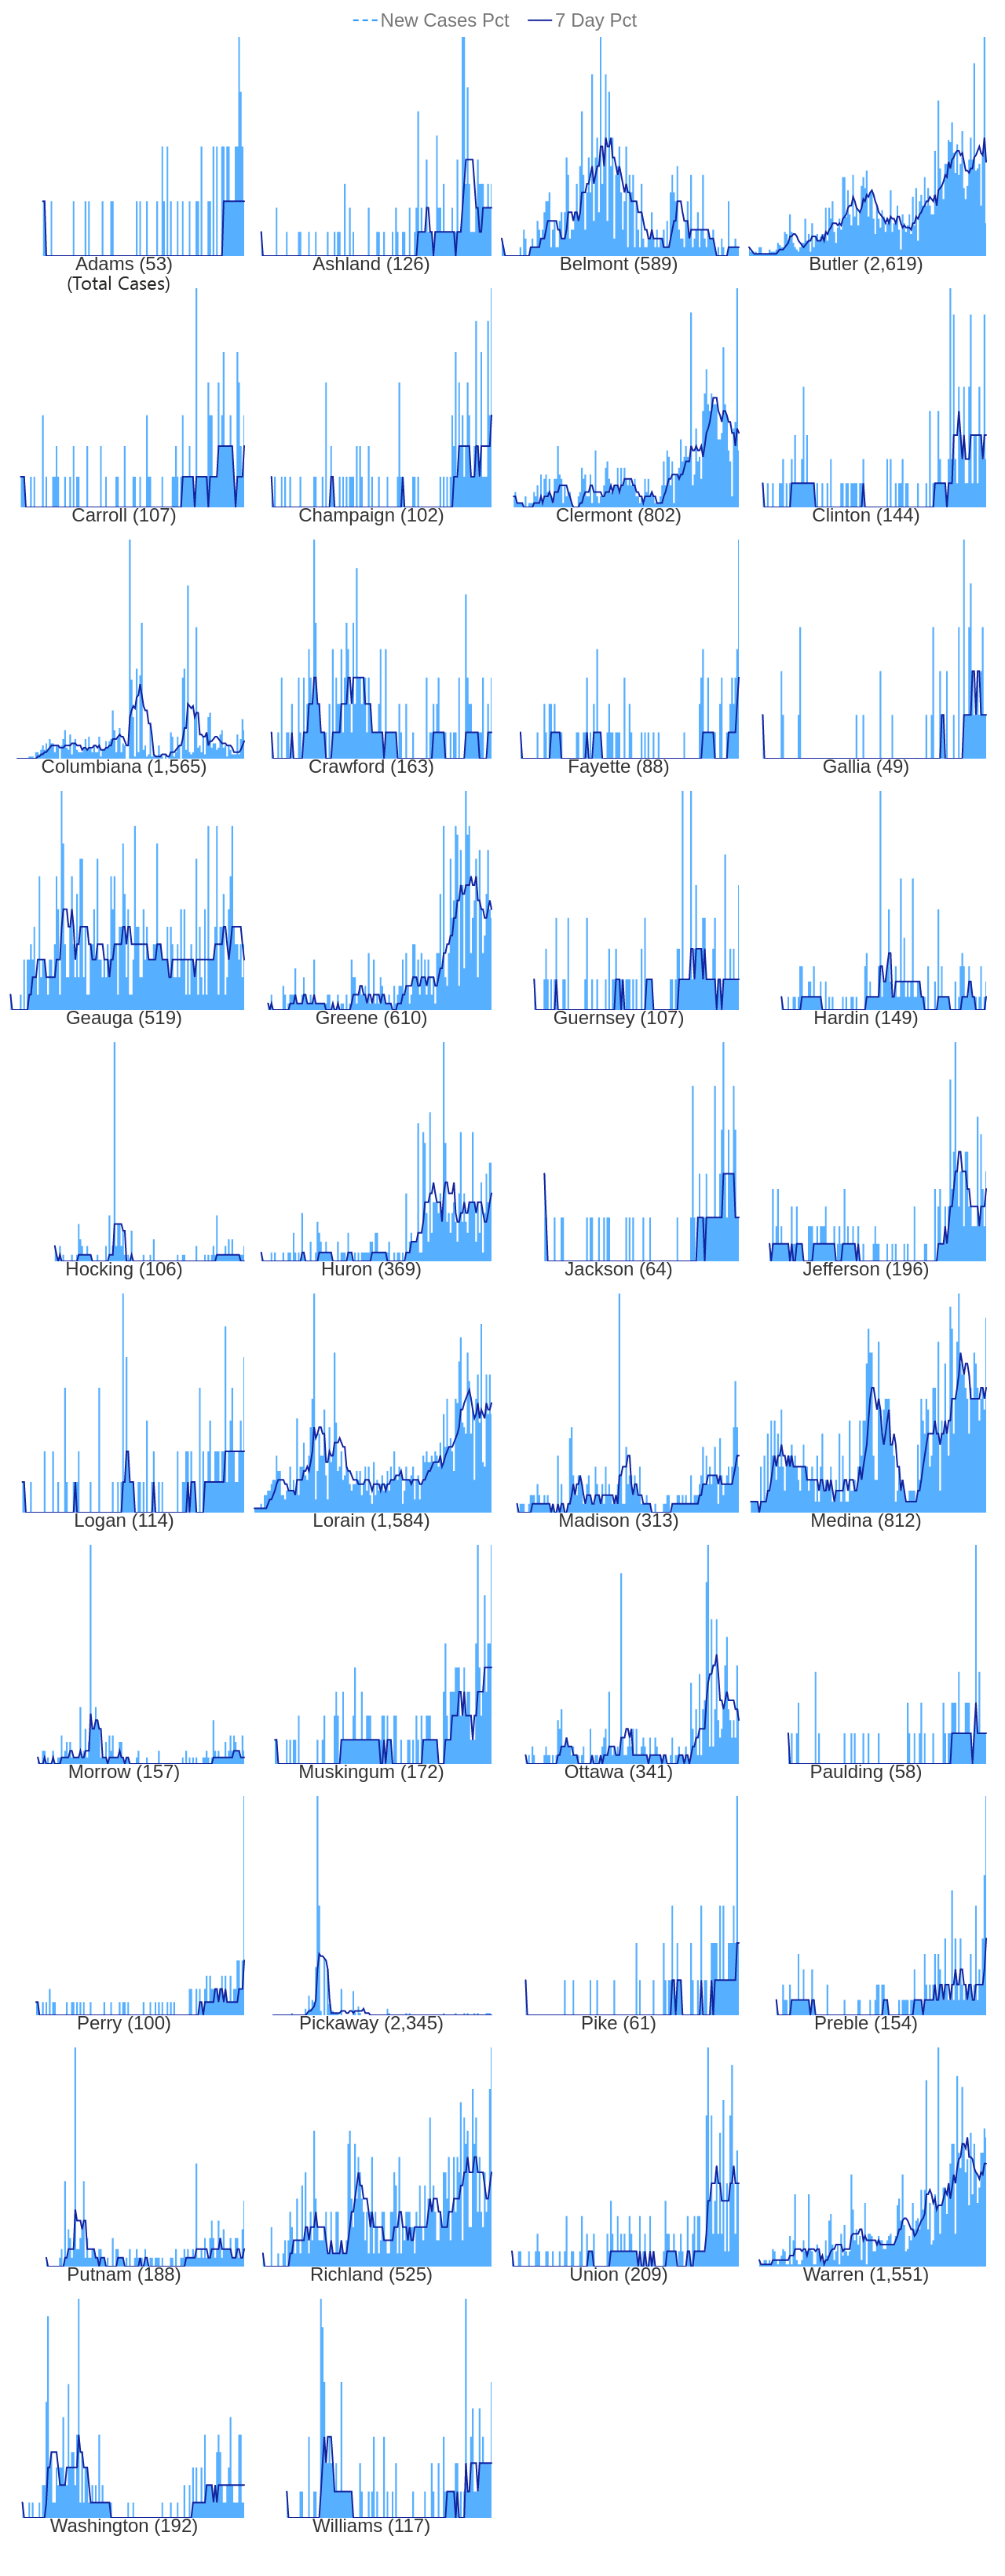 New Cases Pct 7 Day Pct
Adams (53) Ashland (126) Belmont (589) Butler (2,619)
(Total Cases)
Carroll (107) Champaign (102) Clermont (802) Clinton (144)
Columbiana (1,565) Crawford (163) Fayette (88) Gallia (49)
Geauga (519) Greene (610) Guernsey (107) Hardin (149)
Hocking (106) Huron (369) Jackson (64) Jefferson (196)
Logan (114) Lorain (1,584) Madison (313) Medina (812)
Morrow (157) Muskingum (172) Ottawa (341) Paulding (58)
Perry (100) Pickaway (2,345) Pike (61) Preble (154)
Putnam (188) Richland (525) Union (209) Warren (1,551)
Washington (192) Williams (117)